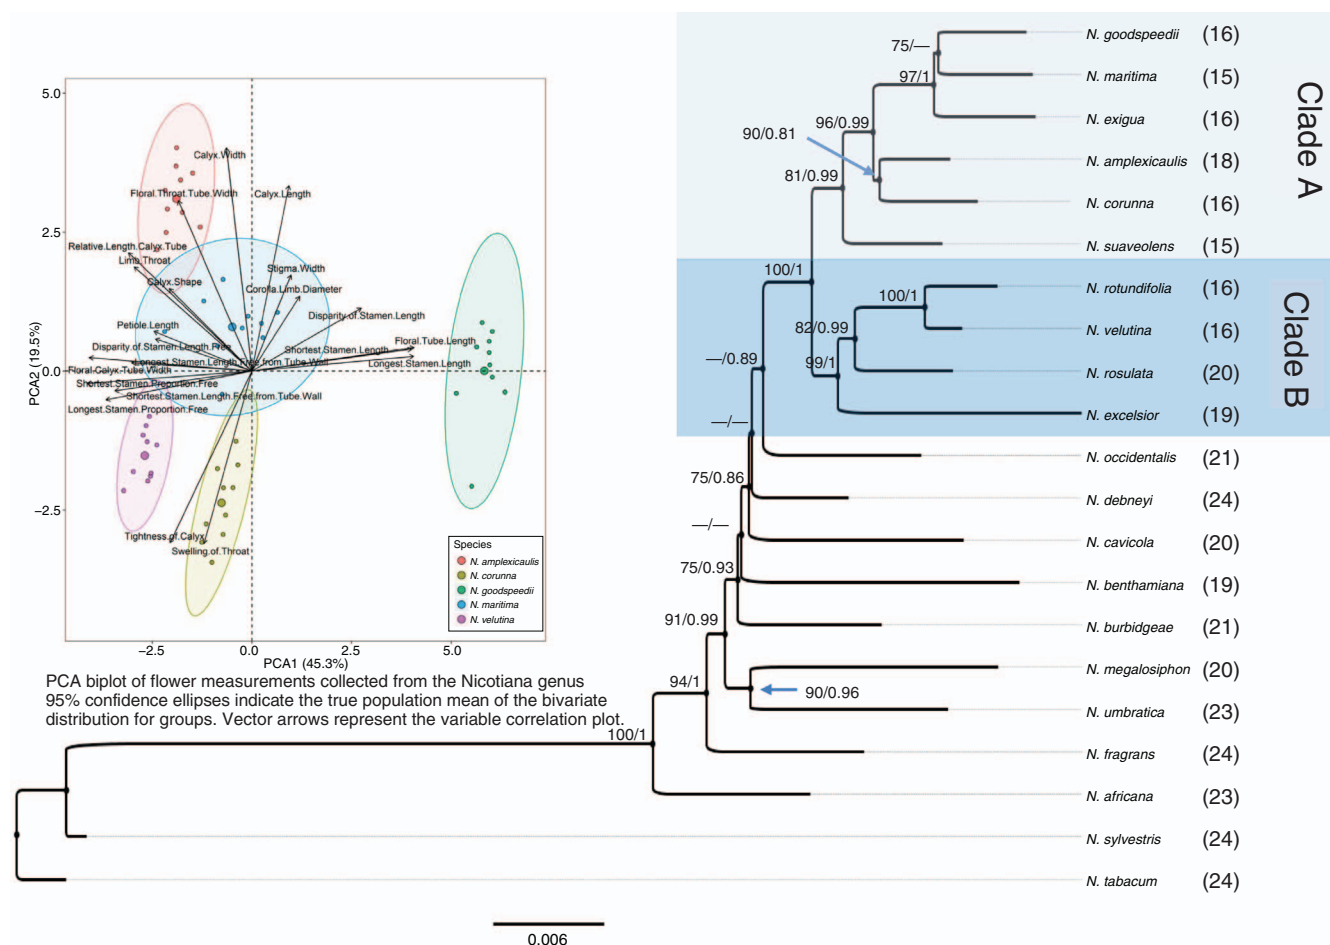 5.0
2.5
0.0
−2.5
PCA2 (19.5%)
−2.5
0.0
2.5
5.0
PCA1 (45.3%)
Calyx.Width
Floral.Throat.Tube.Width
Calyx.Length
Relative.Length.Calyx.Tube
Limb.Throat
Calyx.Shape
Stigma.Width
Corolla.Limb.Diameter
Disparity.of.Stamen.Length
Petiole.Length
Disparity.of.Stamen.Length.Free
Shortest.Stamen.Length
Floral.Tube.Length
Longest.Stamen.Length.Free.from.Tube.Wall
Longest.Stamen.Length
Floral.Calyx.Tube.Width
Shortest.Stamen.Proportion.Free
Shortest.Stamen.Length.Free.from.Tube.Wall
Longest.Stamen.Proportion.Free
Tightness.of.Calyx
Swelling.of.Throat
Species
N. amplexicaulis
N. corunna
N. goodspeedii
N. maritima
N. velutina
PCA biplot of flower measurements collected from the Nicotiana genus
95% confidence ellipses indicate the true population mean of the bivariate
distribution for groups. Vector arrows represent the variable correlation plot.
75/—
97/1
96/0.99
90/0.81
81/0.99
100/1
100/1
82/0.99
99/1
—/0.89
—/—
75/0.86
—/—
75/0.93
91/0.99
94/1
90/0.96
100/1
N. goodspeedii (16)
N. maritima (15)
N. exigua (16)
N. amplexicaulis (18)
N. corunna (16)
N. suaveolens (15)
N. rotundifolia (16)
N. velutina (16)
N. rosulata (20)
N. excelsior (19)
N. occidentalis (21)
N. debneyi (24)
N. cavicola (20)
N. benthamiana (19)
N. burbidgeae (21)
N. megalosiphon (20)
N. umbratica (23)
N. fragrans (24)
N. africana (23)
N. sylvestris (24)
N. tabacum (24)
Clade A
Clade B
0.006